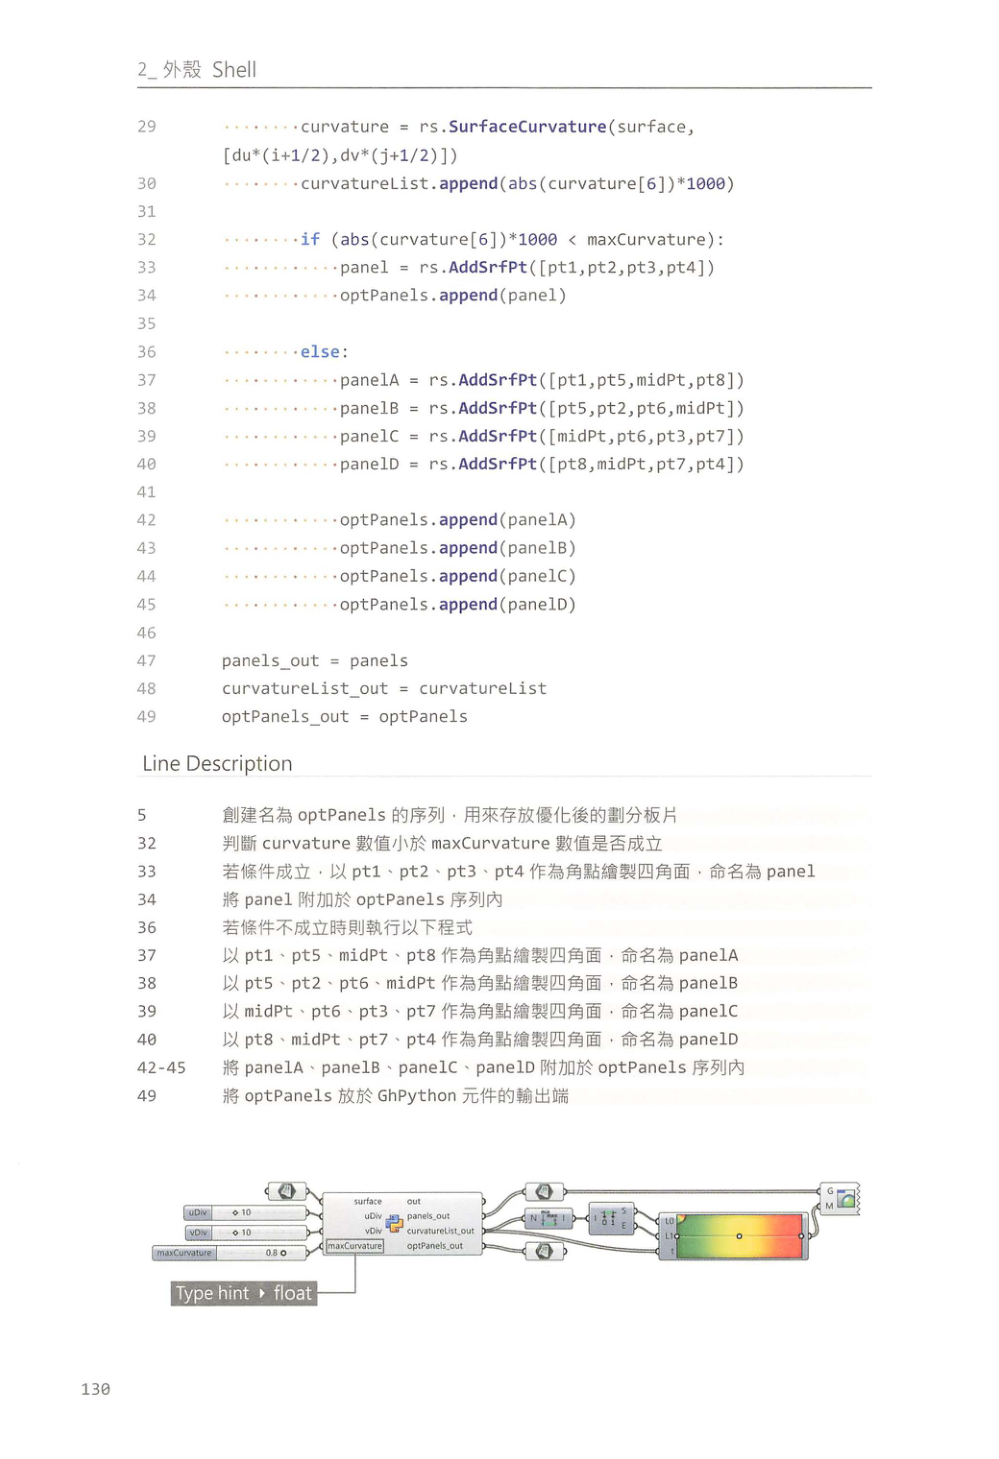 2_ 外殼 Shell
29 ········curvature = rs.SurfaceCurvature(surface,
[du*(i+1/2),dv*(j+1/2)])
30 ········curvatureList.append(abs(curvature[6])*1000)
31
32 ········if (abs(curvature[6])*1000 < maxCurvature):
33 ············panel = rs.AddSrfPt([pt1,pt2,pt3,pt4])
34 ············optPanels.append(panel)
35
36 ········else:
37 ············panelA = rs.AddSrfPt([pt1,pt5,midPt,pt8])
38 ············panelB = rs.AddSrfPt([pt5,pt2,pt6,midPt])
39 ············panelC = rs.AddSrfPt([midPt,pt6,pt3,pt7])
40 ············panelD = rs.AddSrfPt([pt8,midPt,pt7,pt4])
41
42 ············optPanels.append(panelA)
43 ············optPanels.append(panelB)
44 ············optPanels.append(panelC)
45 ············optPanels.append(panelD)
46
47 panels_out = panels
48 curvatureList_out = curvatureList
49 optPanels_out = optPanels
Line Description
5 創建名為 optPanels 的序列，用來存放優化後的劃分板片
32 判斷 curvature 數值小於 maxCurvature 數值是否成立
33 若條件成立，以 pt1、pt2、pt3、pt4 作為角點繪製四角面，命名為 panel
34 將 panel 附加於 optPanels 序列內
36 若條件不成立時則執行以下程式
37 以 pt1、pt5、midPt、pt8 作為角點繪製四角面，命名為 panelA
38 以 pt5、pt2、pt6、midPt 作為角點繪製四角面，命名為 panelB
39 以 midPt、pt6、pt3、pt7 作為角點繪製四角面，命名為 panelC
40 以 pt8、midPt、pt7、pt4 作為角點繪製四角面，命名為 panelD
42-45 將 panelA、panelB、panelC、panelD 附加於 optPanels 序列內
49 將 optPanels 放於 GhPython 元件的輸出端
uDiv 10
vDiv 10
maxCurvature 0.8
surface out
uDiv panels_out
vDiv curvatureList_out
maxCurvature optPanels_out
N I
I S
E
L0
L1
t
G
M
Type hint ▸ float
130